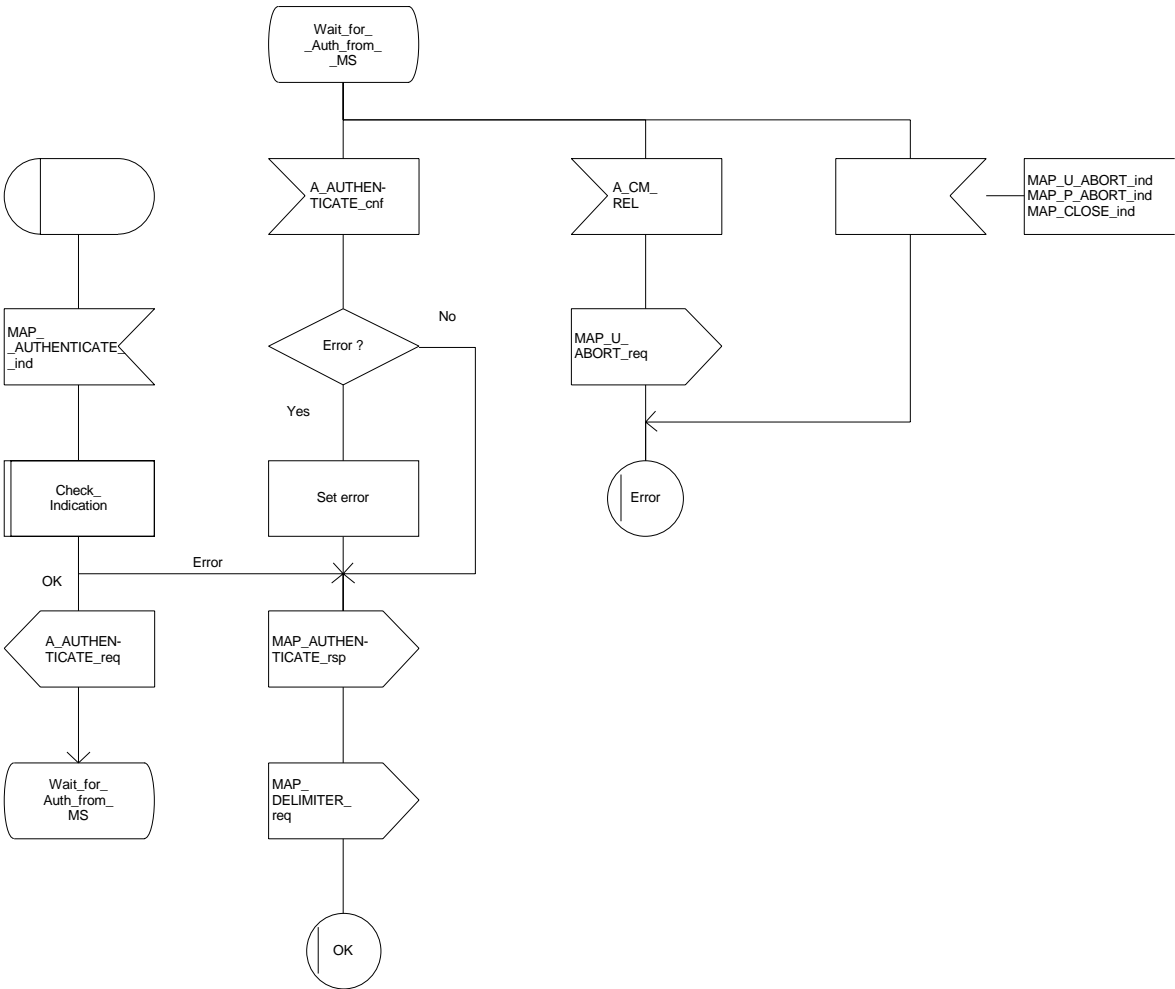 Wait_for_
_Auth_from_
_MS
A_AUTHEN-
TICATE_cnf
A_CM_
REL
MAP_U_ABORT_ind
MAP_P_ABORT_ind
MAP_CLOSE_ind
MAP_
_AUTHENTICATE_
_ind
Error ?
No
MAP_U_
ABORT_req
Yes
Check_
Indication
Set error
Error
OK
Error
A_AUTHEN-
TICATE_req
MAP_AUTHEN-
TICATE_rsp
Wait_for_
Auth_from_
MS
MAP_
DELIMITER_
req
OK